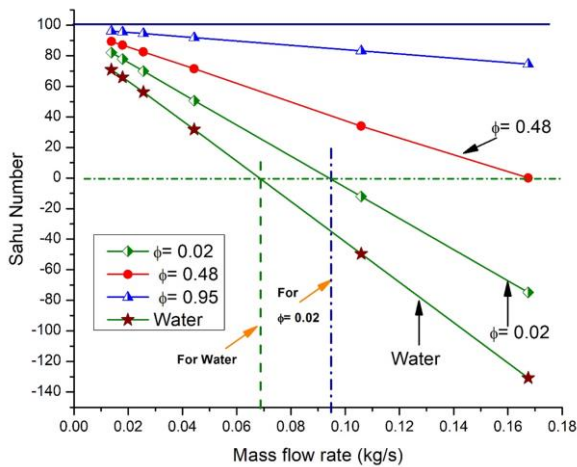 100
80
60
40
20
0
-20
-40
-60
-80
-100
-120
-140
Sahu Number
ϕ= 0.48
ϕ= 0.02
ϕ= 0.48
ϕ= 0.95
Water
For
ϕ= 0.02
For Water
Water
ϕ= 0.02
0.00 0.02 0.04 0.06 0.08 0.10 0.12 0.14 0.16 0.18
Mass flow rate (kg/s)